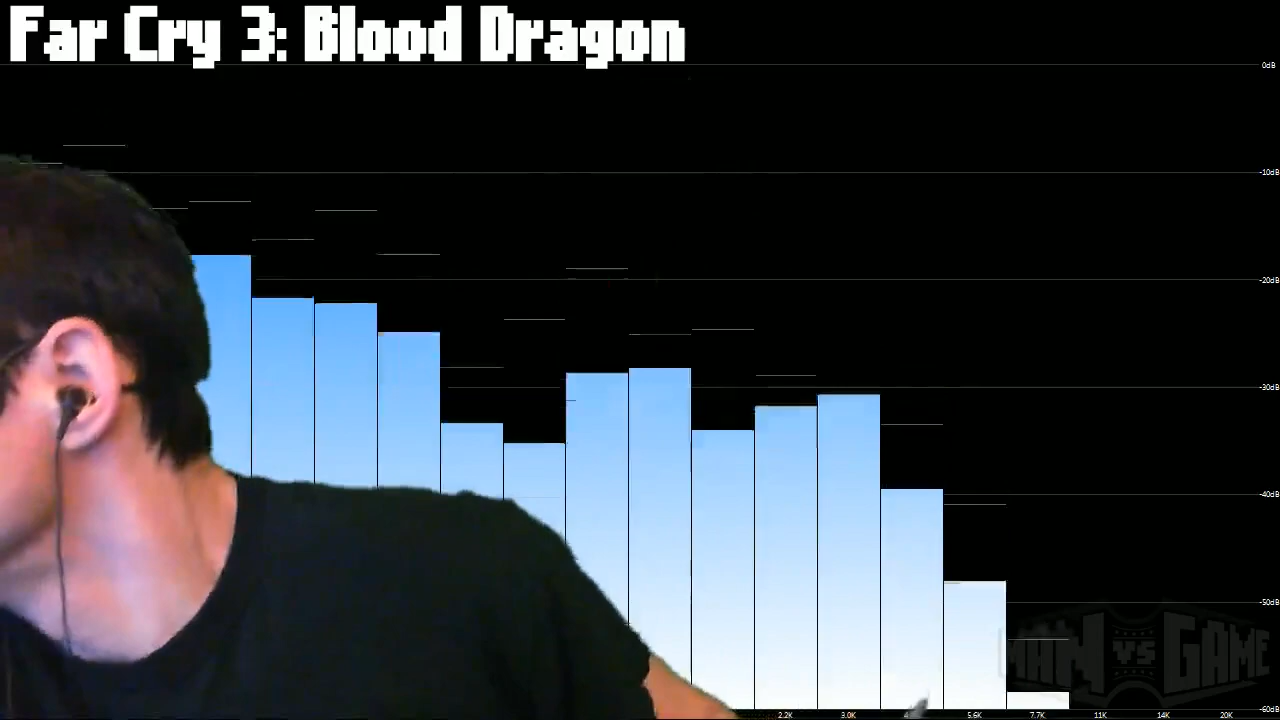 Far Cry 3: Blood Dragon
0dB
-10dB
-20dB
-30dB
-40dB
-50dB
MAN VS GAME
-60dB
2.2K 3.0K 5.6K 7.7K 11K 14K 20K